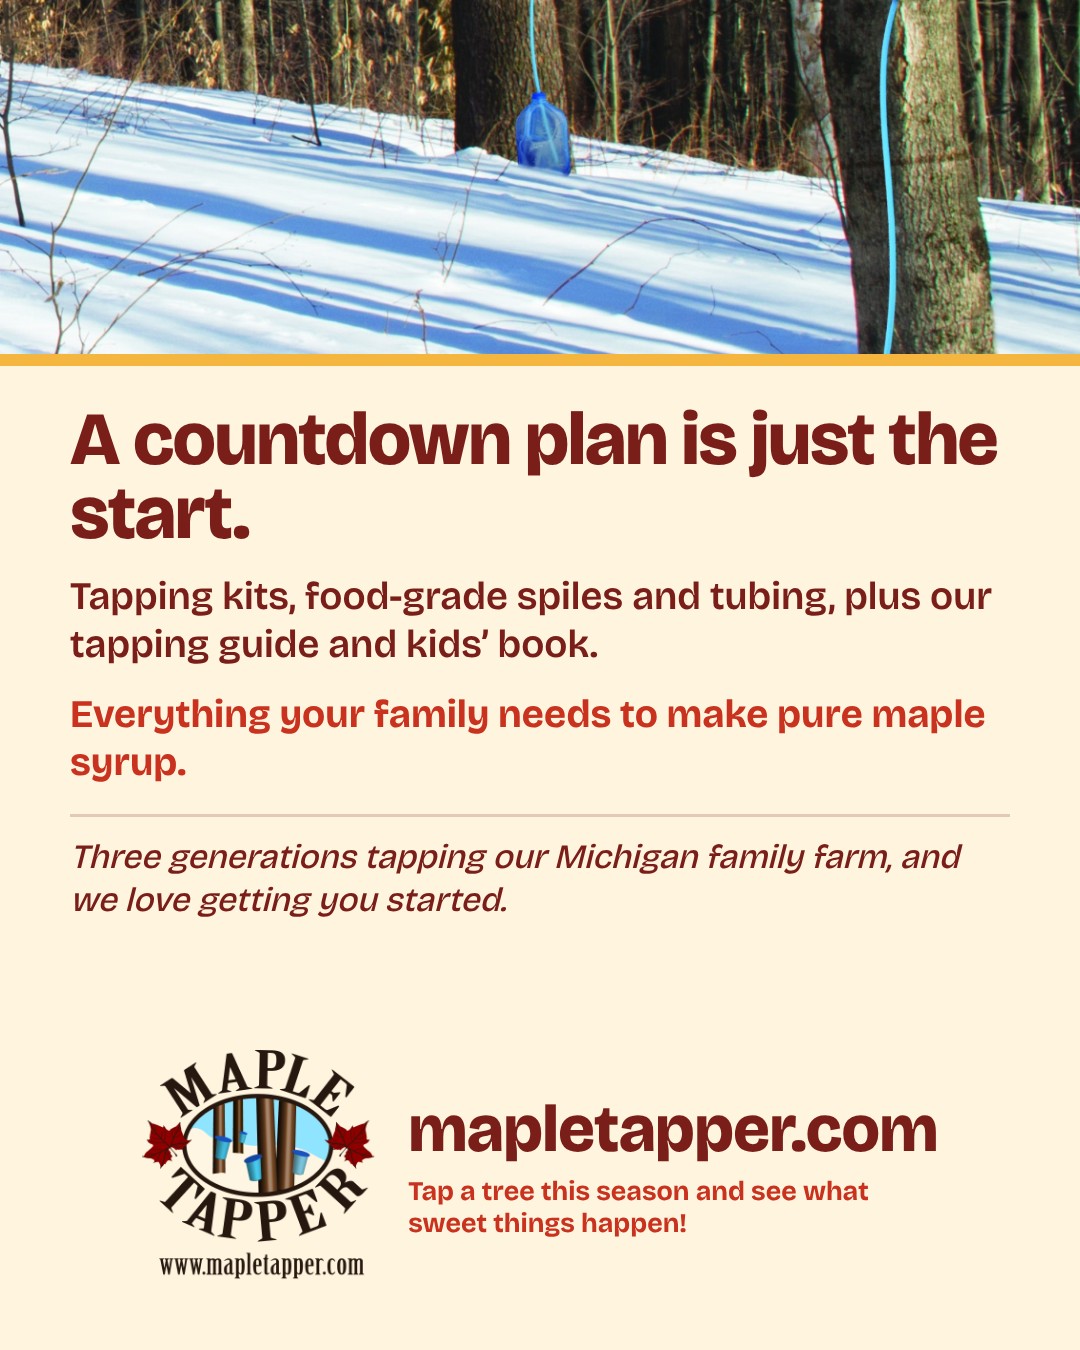 A countdown plan is just the
start.
Tapping kits, food-grade spiles and tubing, plus our
tapping guide and kids’ book.
Everything your family needs to make pure maple
syrup.
Three generations tapping our Michigan family farm, and
we love getting you started.
MAPLE
TAPPER
www.mapletapper.com
mapletapper.com
Tap a tree this season and see what
sweet things happen!